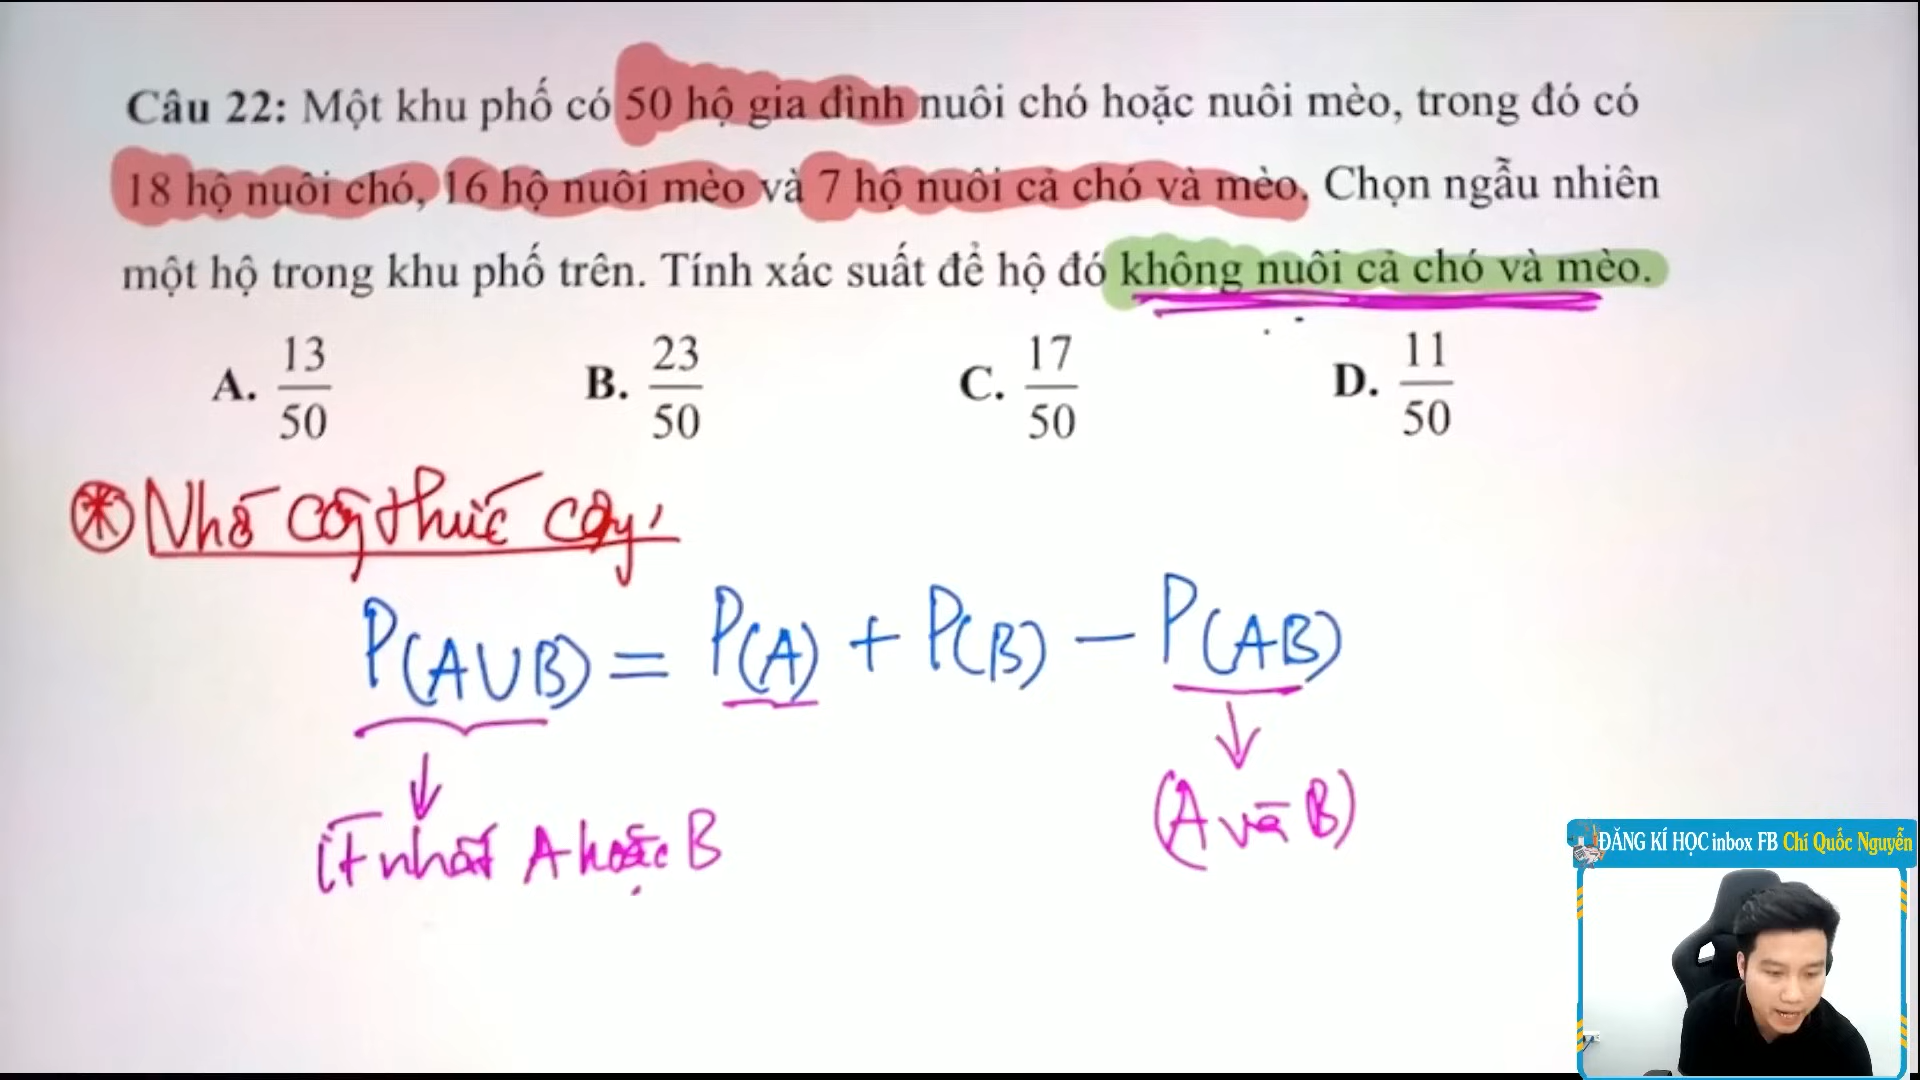 Câu 22: Một khu phố có 50 hộ gia đình nuôi chó hoặc nuôi mèo, trong đó có
18 hộ nuôi chó, 16 hộ nuôi mèo và 7 hộ nuôi cả chó và mèo. Chọn ngẫu nhiên
một hộ trong khu phố trên. Tính xác suất để hộ đó không nuôi cả chó và mèo.
A. 13/50 B. 23/50 C. 17/50 D. 11/50
Nhớ thức
P(A∪B) = P(A) + P(B) − P(AB)
ít nhất A hoặc B
(A và B)
ĐĂNG KÍ HỌC inbox FB Chí Quốc Nguyễn